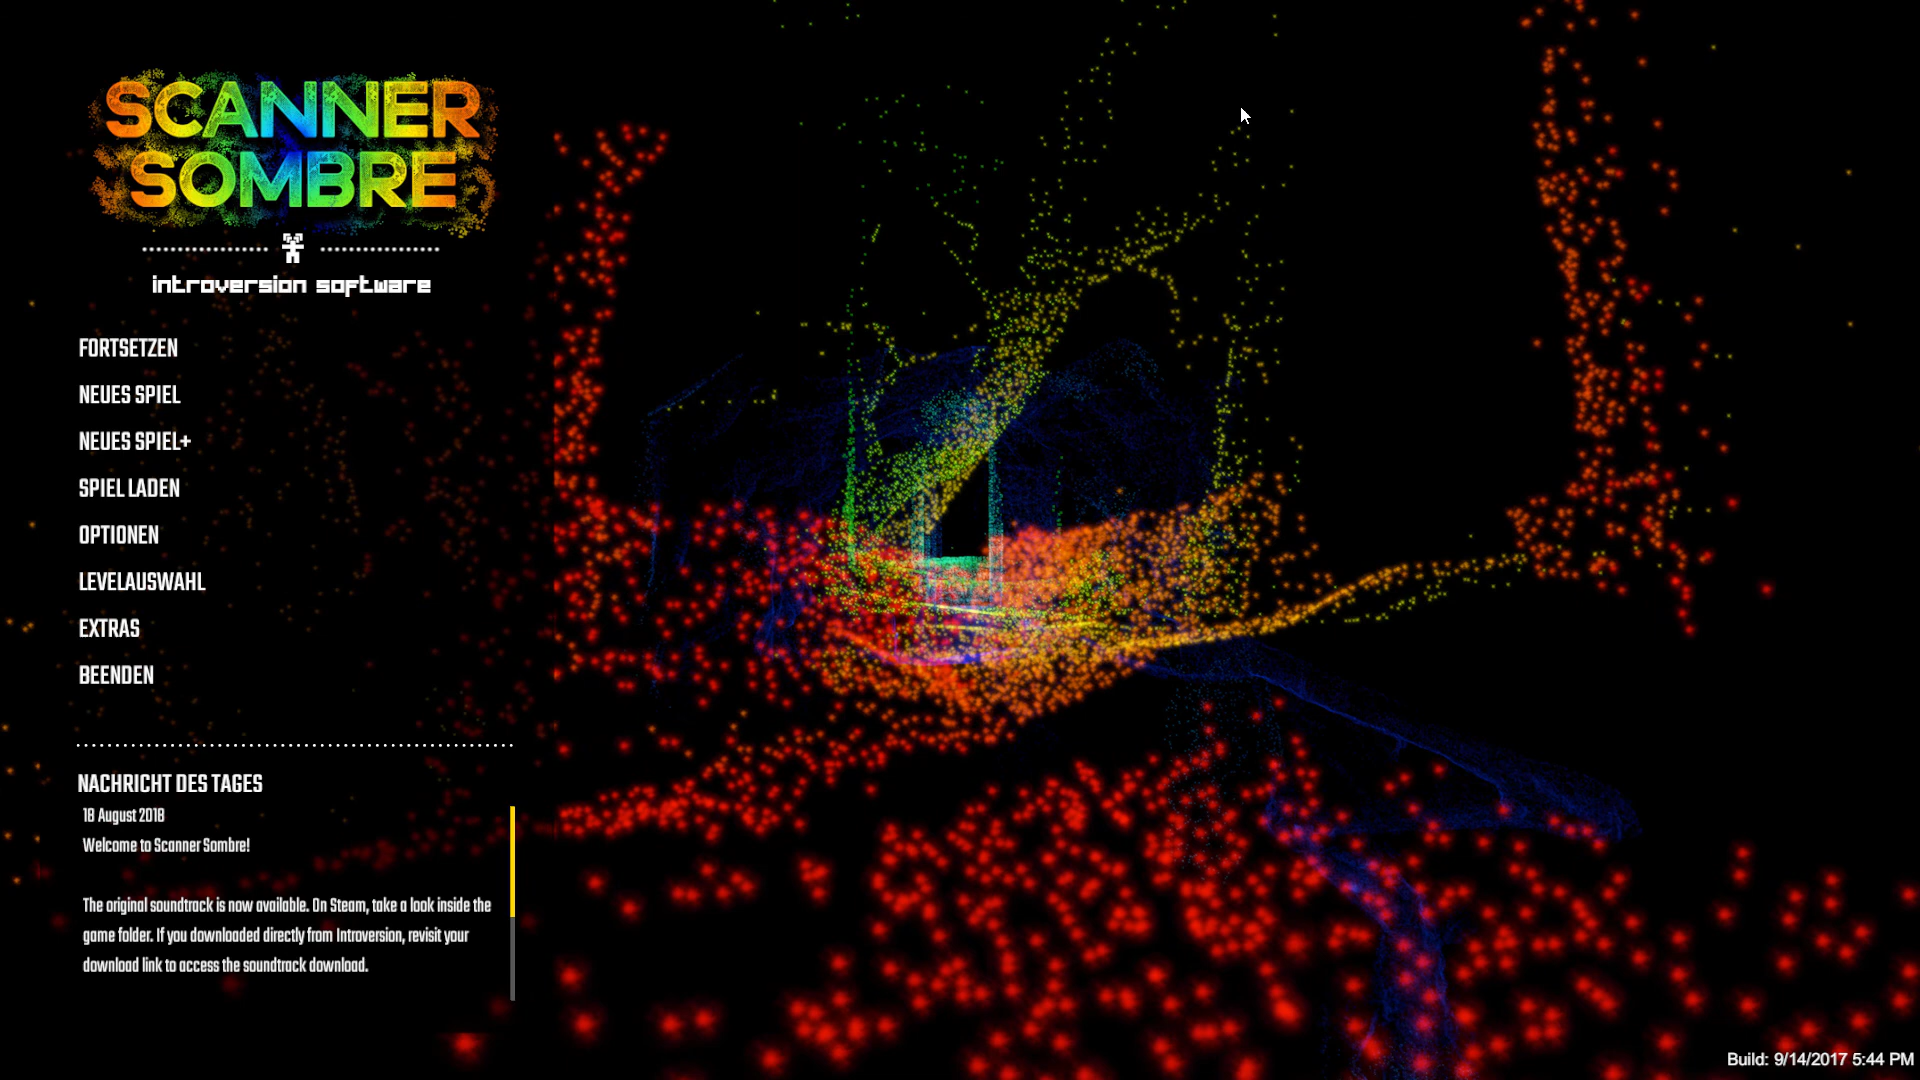 SCANNER
SOMBRE
introversion software
FORTSETZEN
NEUES SPIEL
NEUES SPIEL+
SPIEL LADEN
OPTIONEN
LEVELAUSWAHL
EXTRAS
BEENDEN
NACHRICHT DES TAGES
18 August 2018
Welcome to Scanner Sombre!
The original soundtrack is now available. On Steam, take a look inside the
game folder. If you downloaded directly from Introversion, revisit your
download link to access the soundtrack download.
Build: 9/14/2017 5:44 PM